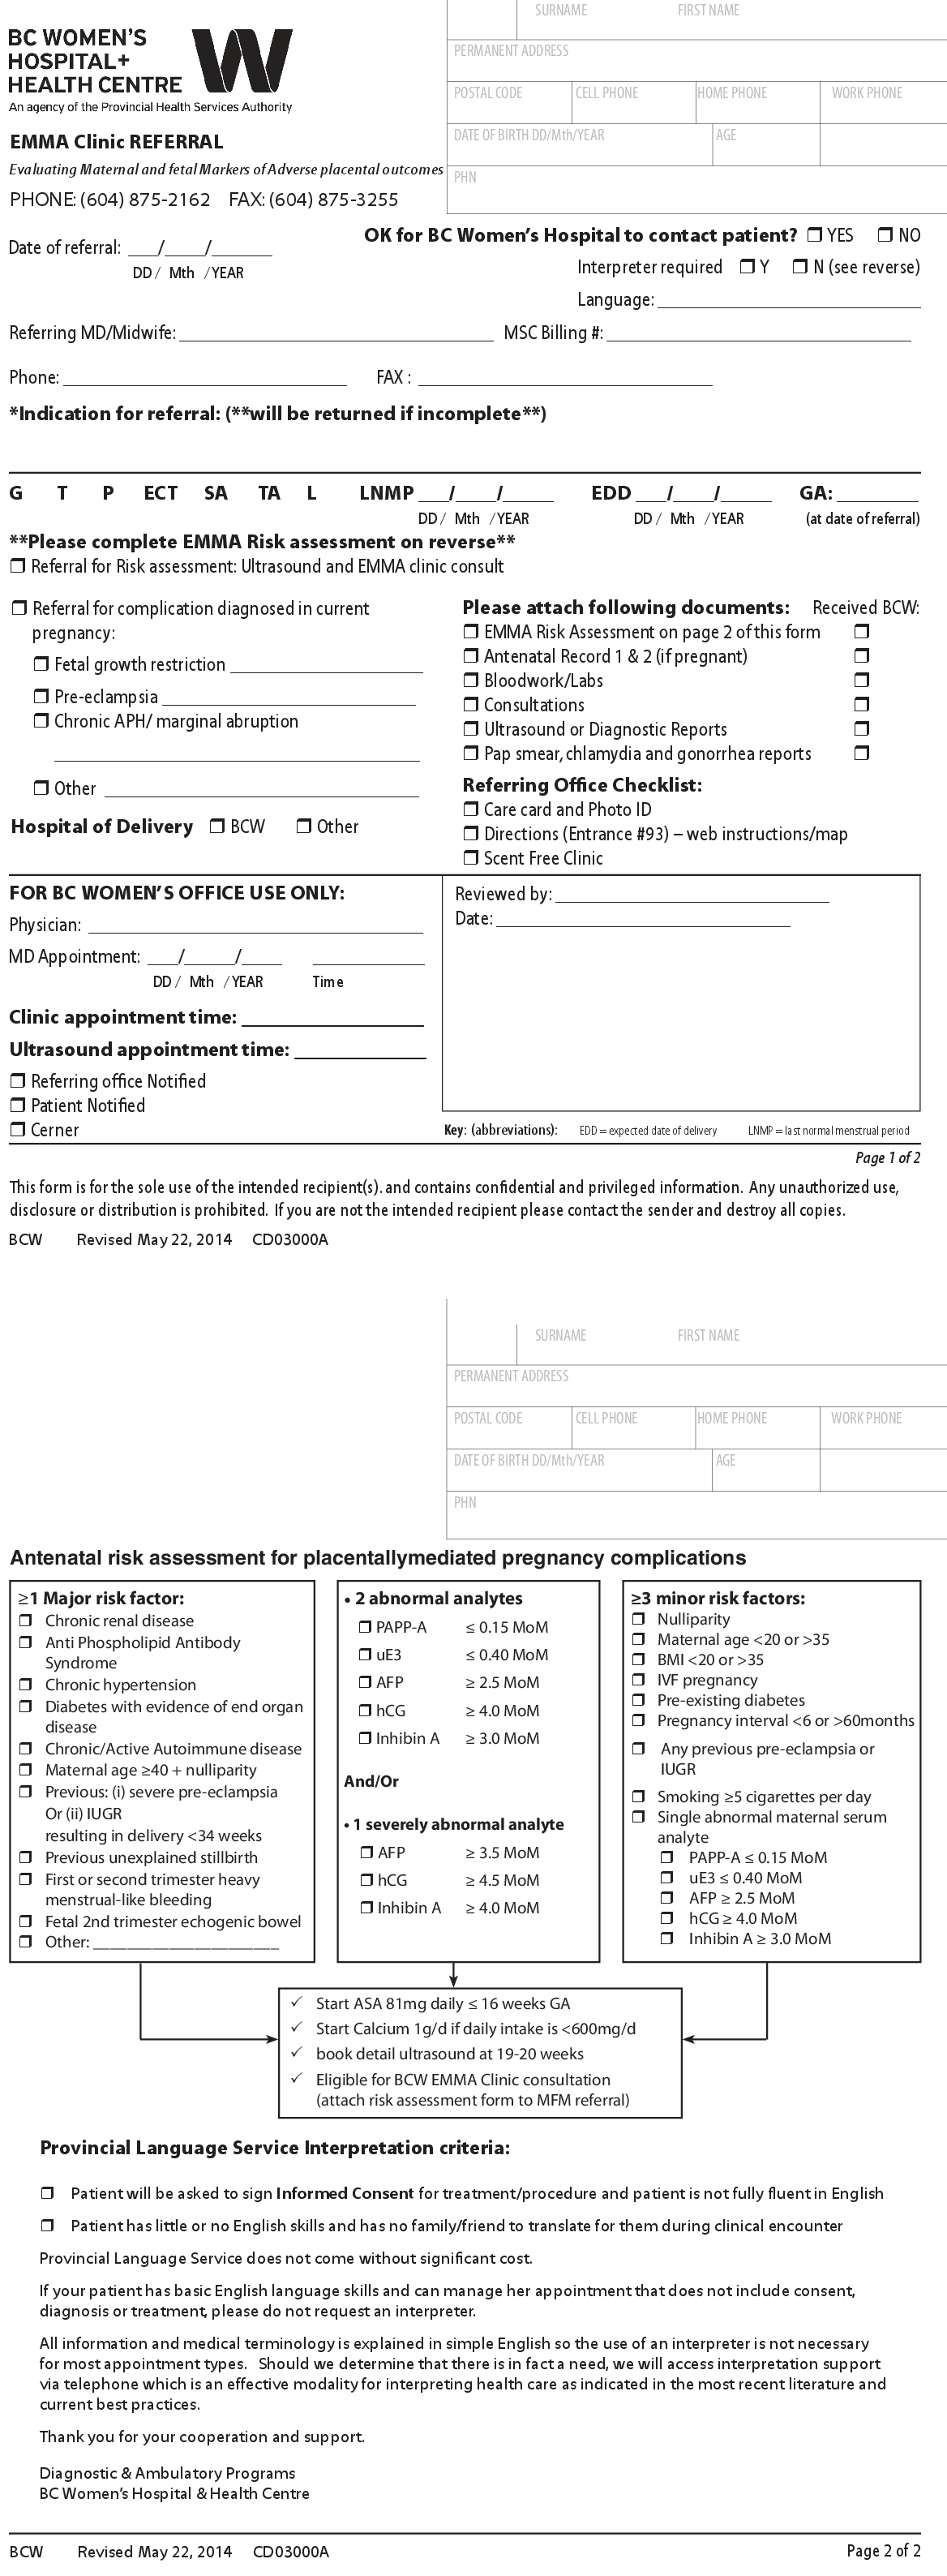 BC WOMEN'S
HOSPITAL+
HEALTH CENTRE
An agency of the Provincial Health Services Authority
SURNAME FIRST NAME
PERMANENT ADDRESS
POSTAL CODE CELL PHONE HOME PHONE WORK PHONE
DATE OF BIRTH DD/Mth/YEAR AGE
PHN
EMMA Clinic REFERRAL
Evaluating Maternal and fetal Markers of Adverse placental outcomes
PHONE: (604) 875-2162 FAX: (604) 875-3255
Date of referral: ___/____/______
DD / Mth / YEAR
OK for BC Women's Hospital to contact patient? ❒ YES ❒ NO
Interpreter required ❒ Y ❒ N (see reverse)
Language: ____________________
Referring MD/Midwife: ____________________ MSC Billing #: ____________________
Phone: ____________________ FAX : ____________________
*Indication for referral: (**will be returned if incomplete**)
G T P ECT SA TA L LNMP ___/____/_____ EDD ___/____/_____ GA: ________
DD / Mth / YEAR DD / Mth / YEAR (at date of referral)
**Please complete EMMA Risk assessment on reverse**
❒ Referral for Risk assessment: Ultrasound and EMMA clinic consult
❒ Referral for complication diagnosed in current
pregnancy:
❒ Fetal growth restriction ____________________
❒ Pre-eclampsia ____________________
❒ Chronic APH/ marginal abruption
____________________
❒ Other ____________________
Hospital of Delivery ❒ BCW ❒ Other
Please attach following documents: Received BCW:
❒ EMMA Risk Assessment on page 2 of this form ❒
❒ Antenatal Record 1 & 2 (if pregnant) ❒
❒ Bloodwork/Labs ❒
❒ Consultations ❒
❒ Ultrasound or Diagnostic Reports ❒
❒ Pap smear, chlamydia and gonorrhea reports ❒
Referring Office Checklist:
❒ Care card and Photo ID
❒ Directions (Entrance #93) – web instructions/map
❒ Scent Free Clinic
FOR BC WOMEN'S OFFICE USE ONLY:
Physician: ____________________
MD Appointment: ___/_____/____ __________
DD / Mth / YEAR Time
Clinic appointment time: ____________________
Ultrasound appointment time: ______________
❒ Referring office Notified
❒ Patient Notified
❒ Cerner
Reviewed by: ____________________
Date: ____________________
Key: (abbreviations): EDD = expected date of delivery LNMP = last normal menstrual period
Page 1 of 2
This form is for the sole use of the intended recipient(s). and contains confidential and privileged information. Any unauthorized use,
disclosure or distribution is prohibited. If you are not the intended recipient please contact the sender and destroy all copies.
BCW Revised May 22, 2014 CD03000A
SURNAME FIRST NAME
PERMANENT ADDRESS
POSTAL CODE CELL PHONE HOME PHONE WORK PHONE
DATE OF BIRTH DD/Mth/YEAR AGE
PHN
Antenatal risk assessment for placentallymediated pregnancy complications
≥1 Major risk factor:
❒ Chronic renal disease
❒ Anti Phospholipid Antibody
Syndrome
❒ Chronic hypertension
❒ Diabetes with evidence of end organ
disease
❒ Chronic/Active Autoimmune disease
❒ Maternal age ≥40 + nulliparity
❒ Previous: (i) severe pre-eclampsia
Or (ii) IUGR
resulting in delivery <34 weeks
❒ Previous unexplained stillbirth
❒ First or second trimester heavy
menstrual-like bleeding
❒ Fetal 2nd trimester echogenic bowel
❒ Other: ______________________
• 2 abnormal analytes
❒ PAPP-A ≤ 0.15 MoM
❒ uE3 ≤ 0.40 MoM
❒ AFP ≥ 2.5 MoM
❒ hCG ≥ 4.0 MoM
❒ Inhibin A ≥ 3.0 MoM
And/Or
• 1 severely abnormal analyte
❒ AFP ≥ 3.5 MoM
❒ hCG ≥ 4.5 MoM
❒ Inhibin A ≥ 4.0 MoM
≥3 minor risk factors:
❒ Nulliparity
❒ Maternal age <20 or >35
❒ BMI <20 or >35
❒ IVF pregnancy
❒ Pre-existing diabetes
❒ Pregnancy interval <6 or >60months
❒ Any previous pre-eclampsia or
IUGR
❒ Smoking ≥5 cigarettes per day
❒ Single abnormal maternal serum
analyte
❒ PAPP-A ≤ 0.15 MoM
❒ uE3 ≤ 0.40 MoM
❒ AFP ≥ 2.5 MoM
❒ hCG ≥ 4.0 MoM
❒ Inhibin A ≥ 3.0 MoM
✓ Start ASA 81mg daily ≤ 16 weeks GA
✓ Start Calcium 1g/d if daily intake is <600mg/d
✓ book detail ultrasound at 19-20 weeks
✓ Eligible for BCW EMMA Clinic consultation
(attach risk assessment form to MFM referral)
Provincial Language Service Interpretation criteria:
❒ Patient will be asked to sign Informed Consent for treatment/procedure and patient is not fully fluent in English
❒ Patient has little or no English skills and has no family/friend to translate for them during clinical encounter
Provincial Language Service does not come without significant cost.
If your patient has basic English language skills and can manage her appointment that does not include consent,
diagnosis or treatment, please do not request an interpreter.
All information and medical terminology is explained in simple English so the use of an interpreter is not necessary
for most appointment types. Should we determine that there is in fact a need, we will access interpretation support
via telephone which is an effective modality for interpreting health care as indicated in the most recent literature and
current best practices.
Thank you for your cooperation and support.
Diagnostic & Ambulatory Programs
BC Women's Hospital & Health Centre
BCW Revised May 22, 2014 CD03000A Page 2 of 2